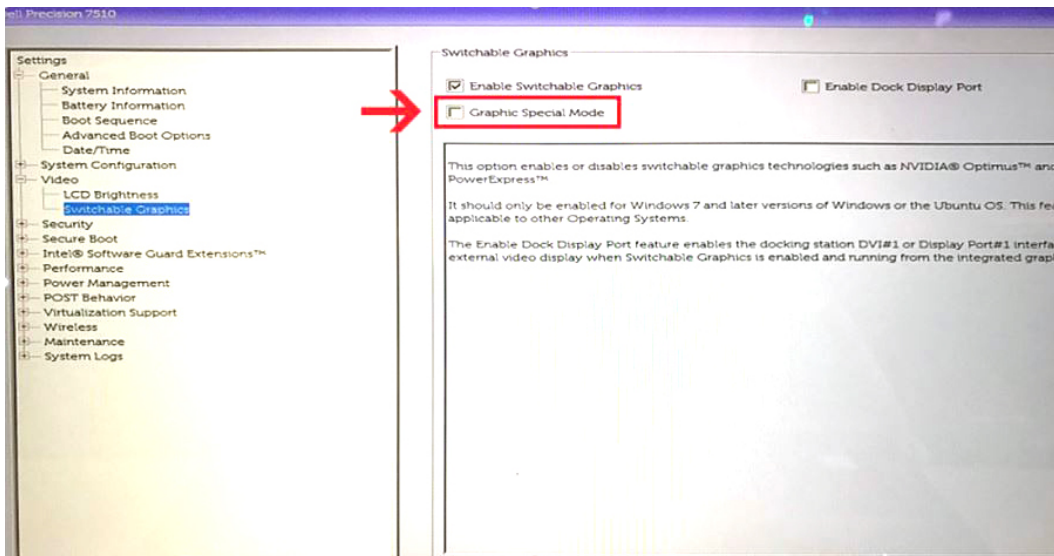 ell Precision 7510
Settings
General
System Information
Battery Information
Boot Sequence
Advanced Boot Options
Date/Time
System Configuration
Video
LCD Brightness
Switchable Graphics
Security
Secure Boot
Intel® Software Guard Extensions™
Performance
Power Management
POST Behavior
Virtualization Support
Wireless
Maintenance
System Logs
Switchable Graphics
Enable Switchable Graphics
Enable Dock Display Port
Graphic Special Mode
This option enables or disables switchable graphics technologies such as NVIDIA® Optimus™ and
PowerExpress™
It should only be enabled for Windows 7 and later versions of Windows or the Ubuntu OS. This fea
applicable to other Operating Systems.
The Enable Dock Display Port feature enables the docking station DVI#1 or Display Port#1 interfa
external video display when Switchable Graphics is enabled and running from the integrated grap